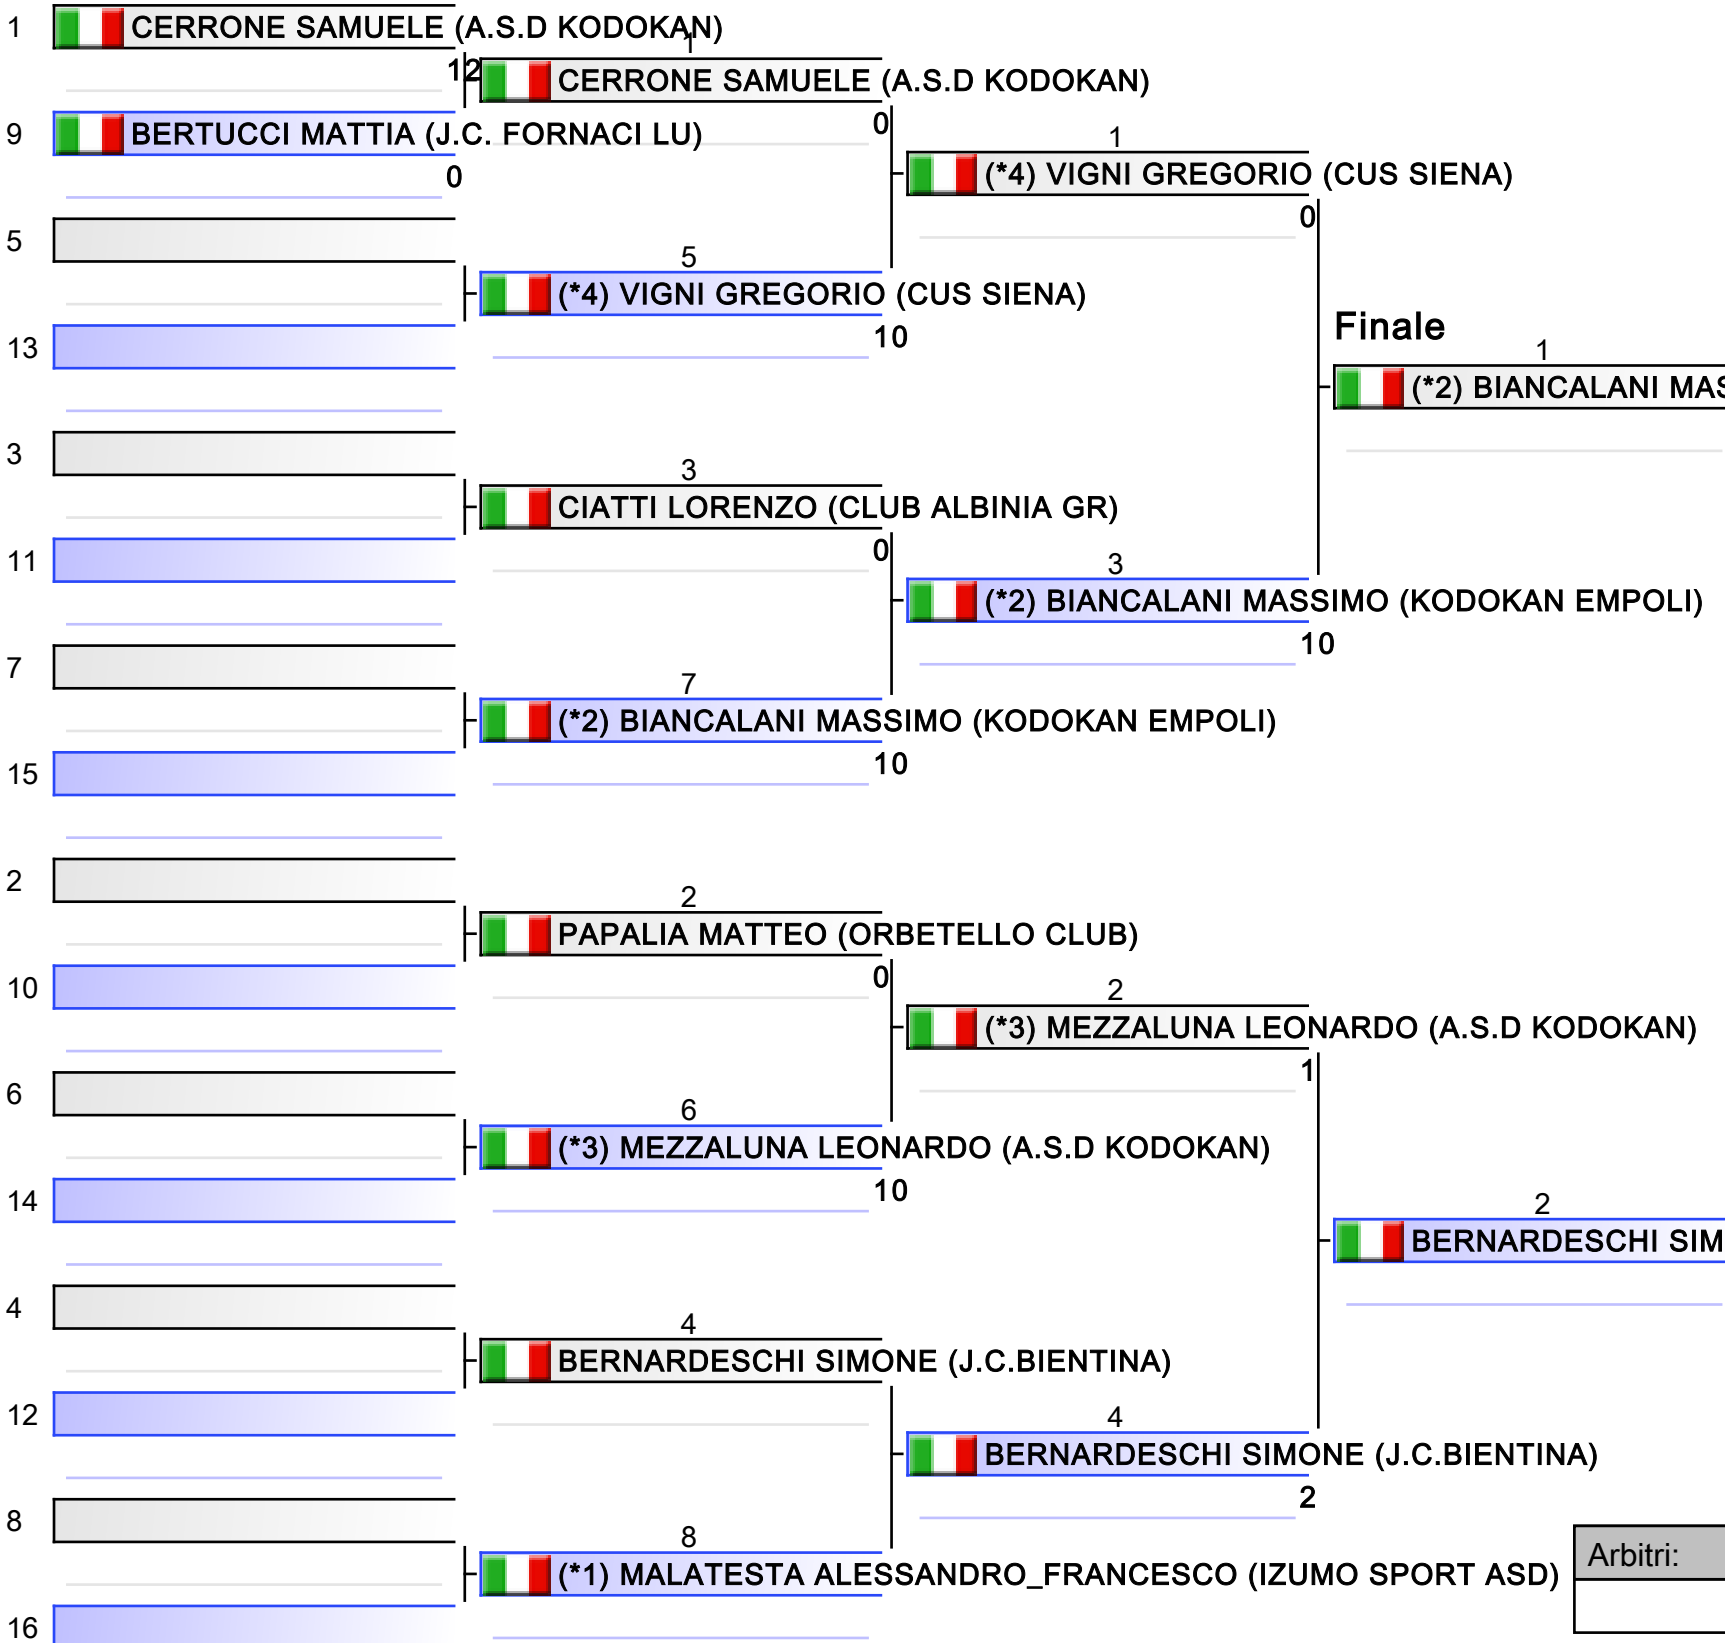 1 CERRONE SAMUELE (A.S.D KODOKAN)
1
12
CERRONE SAMUELE (A.S.D KODOKAN)
0
9 BERTUCCI MATTIA (J.C. FORNACI LU)
0
1
(*4) VIGNI GREGORIO (CUS SIENA)
0
5
5
(*4) VIGNI GREGORIO (CUS SIENA)
10
13
Finale
1
(*2) BIANCALANI MAS
3
3
CIATTI LORENZO (CLUB ALBINIA GR)
0
11
3
(*2) BIANCALANI MASSIMO (KODOKAN EMPOLI)
10
7
7
(*2) BIANCALANI MASSIMO (KODOKAN EMPOLI)
10
15
2
2
PAPALIA MATTEO (ORBETELLO CLUB)
0
10
2
(*3) MEZZALUNA LEONARDO (A.S.D KODOKAN)
1
6
6
(*3) MEZZALUNA LEONARDO (A.S.D KODOKAN)
10
14
2
BERNARDESCHI SIM
4
4
BERNARDESCHI SIMONE (J.C.BIENTINA)
12
4
BERNARDESCHI SIMONE (J.C.BIENTINA)
2
8
8
(*1) MALATESTA ALESSANDRO_FRANCESCO (IZUMO SPORT ASD)
Arbitri:
16